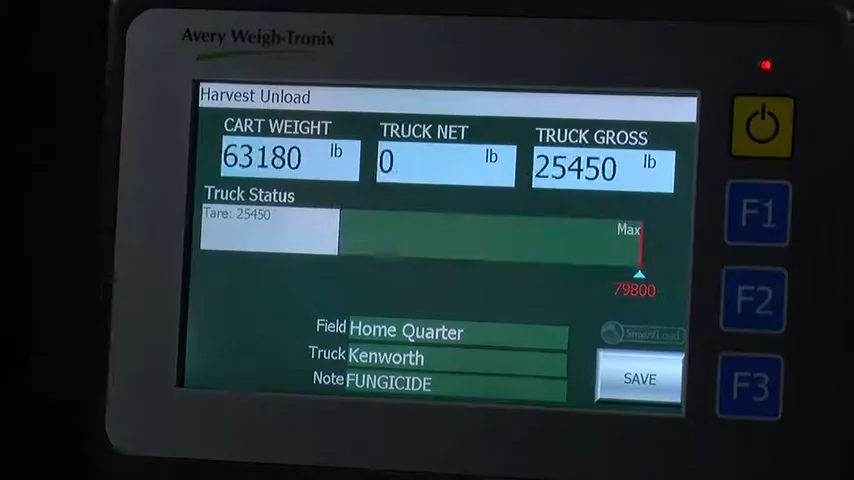 Avery Weigh-Tronix
Harvest Unload
CART WEIGHT TRUCK NET TRUCK GROSS
63180 lb 0 lb 25450 lb
Truck Status
Tare: 25450
Max
79800
Field Home Quarter
Truck Kenworth
Note FUNGICIDE
SmartLoad
SAVE
F1
F2
F3